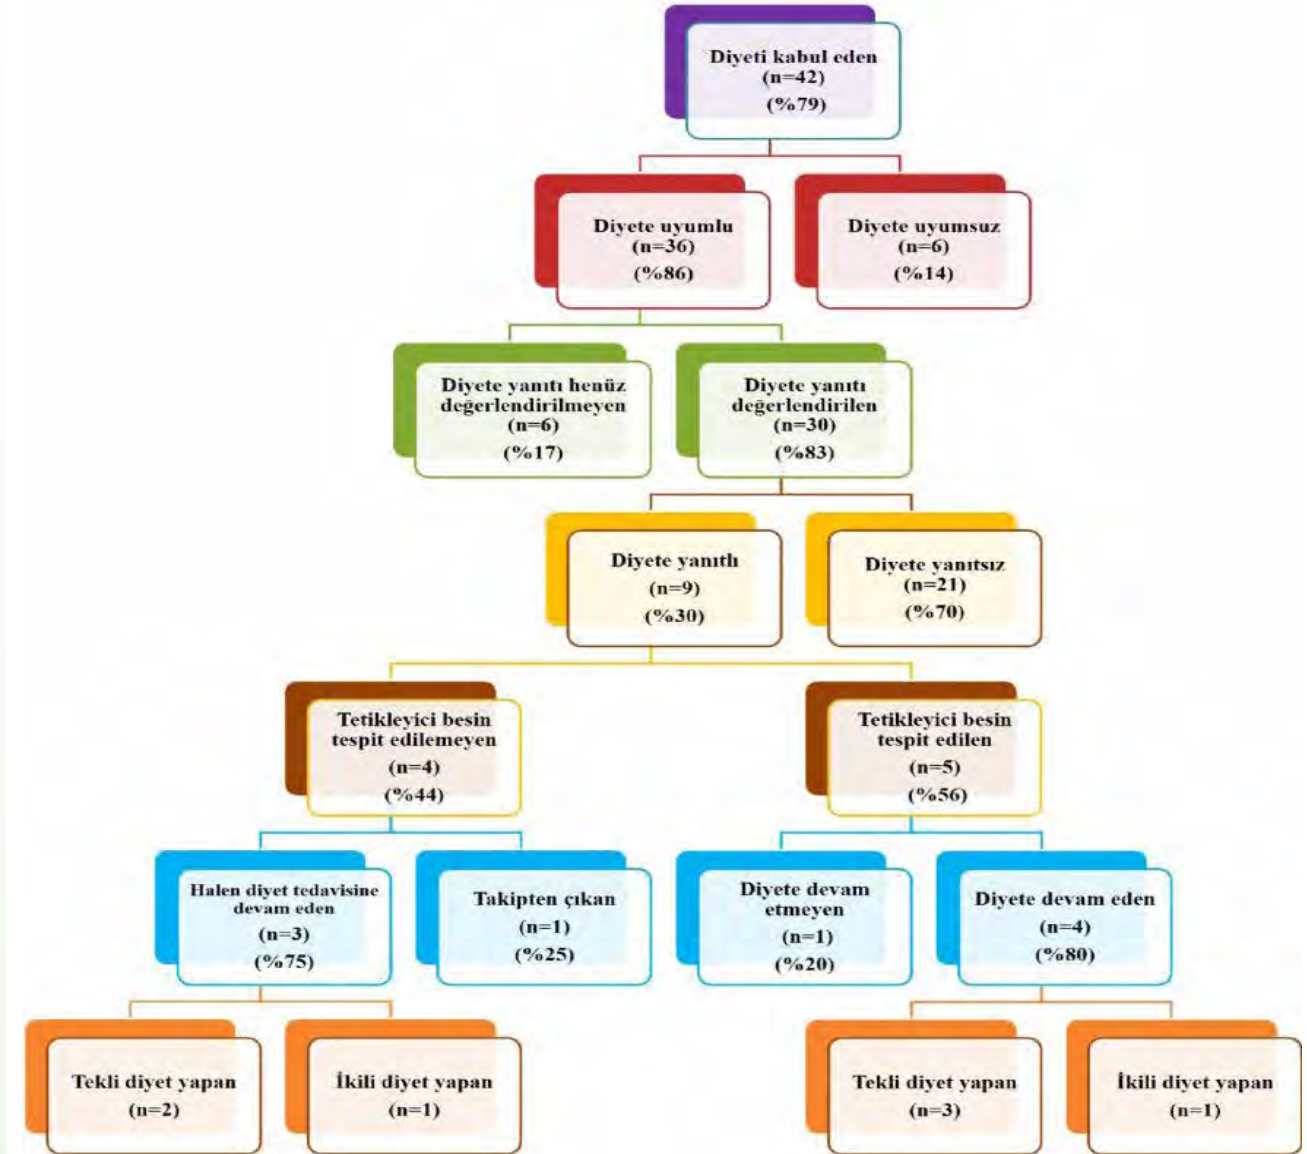 Diyeti kabul eden
(n=42)
(%79)
Diyete uyumlu
(n=36)
(%86)
Diyete uyumsuz
(n=6)
(%14)
Diyete yanıtı henüz
değerlendirilmeyen
(n=6)
(%17)
Diyete yanıtı
değerlendirilen
(n=30)
(%83)
Diyete yanıtlı
(n=9)
(%30)
Diyete yanıtsız
(n=21)
(%70)
Tetikleyici besin
tespit edilemeyen
(n=4)
(%44)
Tetikleyici besin
tespit edilen
(n=5)
(%56)
Halen diyet tedavisine
devam eden
(n=3)
(%75)
Takipten çıkan
(n=1)
(%25)
Diyete devam
etmeyen
(n=1)
(%20)
Diyete devam eden
(n=4)
(%80)
Tekli diyet yapan
(n=2)
İkili diyet yapan
(n=1)
Tekli diyet yapan
(n=3)
İkili diyet yapan
(n=1)